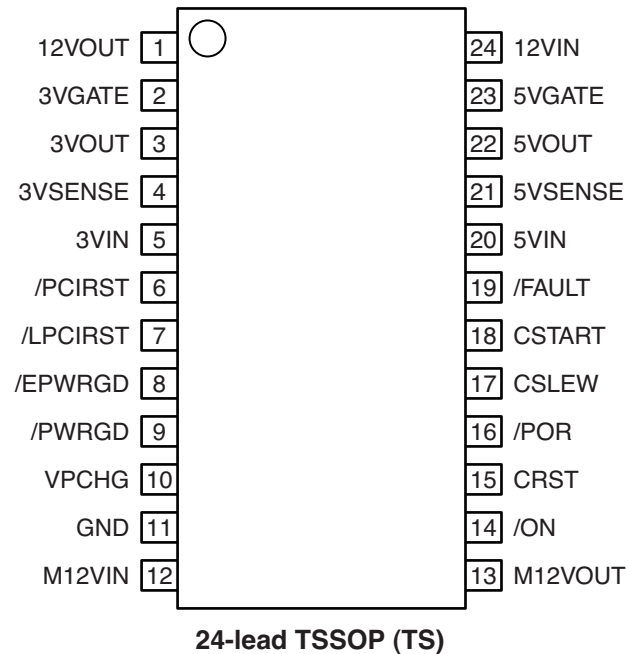 12VOUT 1 24 12VIN
3VGATE 2 23 5VGATE
3VOUT 3 22 5VOUT
3VSENSE 4 21 5VSENSE
3VIN 5 20 5VIN
/PCIRST 6 19 /FAULT
/LPCIRST 7 18 CSTART
/EPWRGD 8 17 CSLEW
/PWRGD 9 16 /POR
VPCHG 10 15 CRST
GND 11 14 /ON
M12VIN 12 13 M12VOUT
24-lead TSSOP (TS)